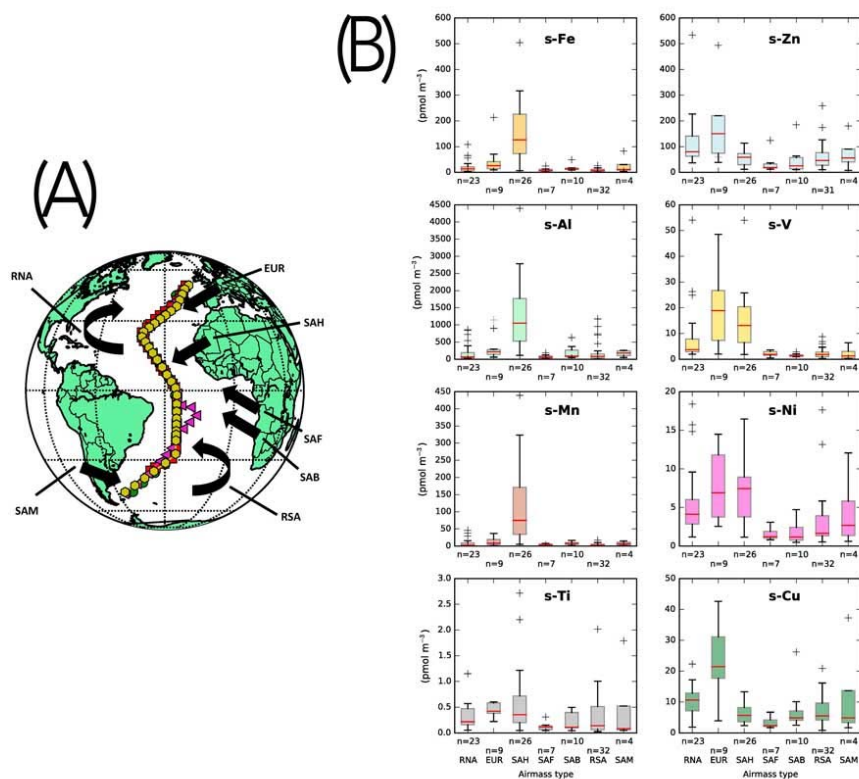 (A)
RNA
EUR
SAH
SAF
SAB
SAM
RSA
(B)
s-Fe
600
500
400
300
200
100
0
(pmol m⁻³)
n=23
n=9
n=26
n=7
n=10
n=32
n=4
s-Zn
600
500
400
300
200
100
0
n=23
n=9
n=26
n=7
n=10
n=31
n=4
s-Al
4500
4000
3500
3000
2500
2000
1500
1000
500
0
(pmol m⁻³)
n=23
n=9
n=26
n=7
n=10
n=32
n=4
s-V
60
50
40
30
20
10
0
n=23
n=9
n=26
n=7
n=10
n=32
n=4
s-Mn
450
400
350
300
250
200
150
100
50
0
(pmol m⁻³)
n=23
n=9
n=26
n=7
n=10
n=32
n=4
s-Ni
20
15
10
5
0
n=23
n=9
n=26
n=7
n=10
n=32
n=4
s-Ti
3.0
2.5
2.0
1.5
1.0
0.5
0.0
(pmol m⁻³)
n=23
n=9
n=26
n=7
n=10
n=32
n=4
RNA EUR SAH SAF SAB RSA SAM
Airmass type
s-Cu
50
40
30
20
10
0
n=23
n=9
n=26
n=7
n=10
n=32
n=4
RNA EUR SAH SAF SAB RSA SAM
Airmass type